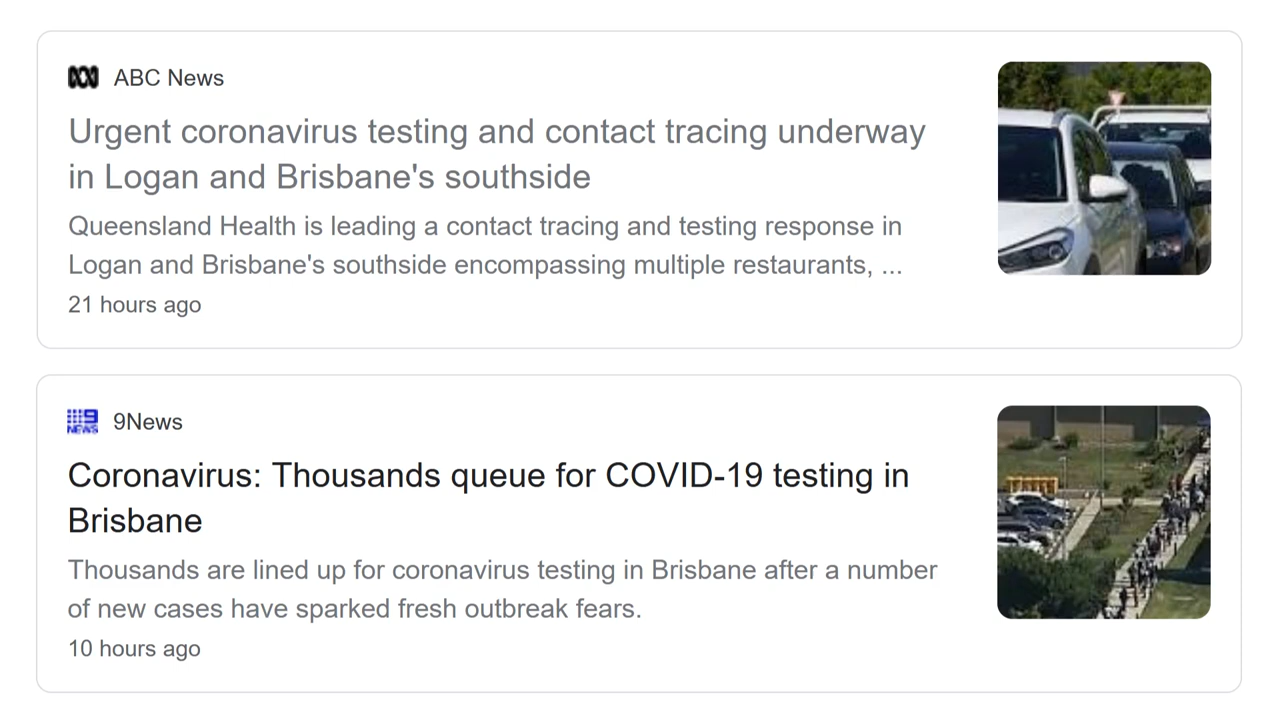 ABC News
Urgent coronavirus testing and contact tracing underway
in Logan and Brisbane's southside
Queensland Health is leading a contact tracing and testing response in
Logan and Brisbane's southside encompassing multiple restaurants, ...
21 hours ago
9 NEWS
9News
Coronavirus: Thousands queue for COVID-19 testing in
Brisbane
Thousands are lined up for coronavirus testing in Brisbane after a number
of new cases have sparked fresh outbreak fears.
10 hours ago